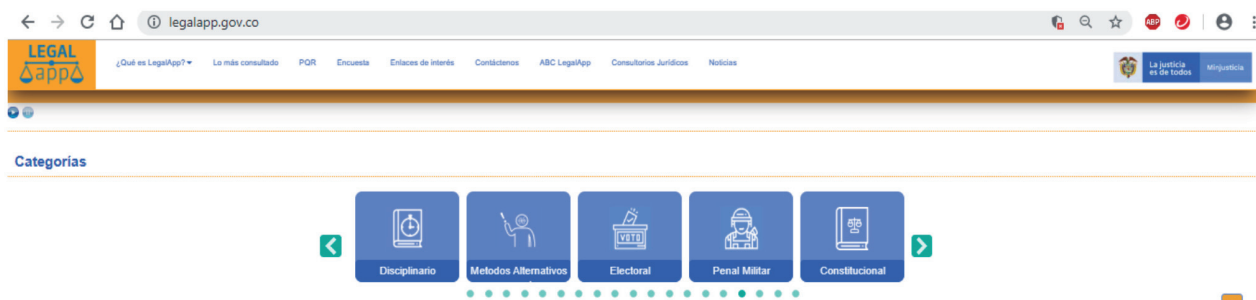 legalapp.gov.co
ABP
LEGAL
app
¿Qué es LegalApp? Lo más consultado PQR Encuesta Enlaces de interés Contáctenos ABC LegalApp Consultorios Jurídicos Noticias
La justicia
es de todos
Minjusticia
Categorías
VOTO
Disciplinario Metodos Alternativos Electoral Penal Militar Constitucional